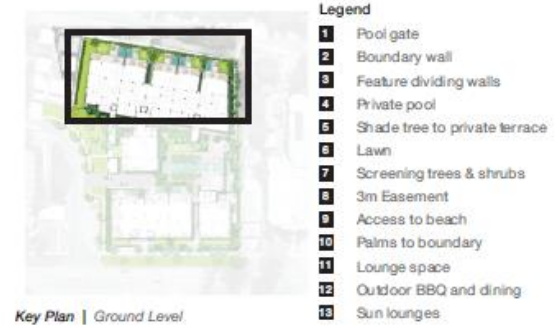 Legend
1 Pool gate
2 Boundary wall
3 Feature dividing walls
4 Private pool
5 Shade tree to private terrace
6 Lawn
7 Screening trees & shrubs
8 3m Easement
9 Access to beach
10 Palms to boundary
11 Lounge space
12 Outdoor BBQ and dining
13 Sun lounges
Key Plan | Ground Level